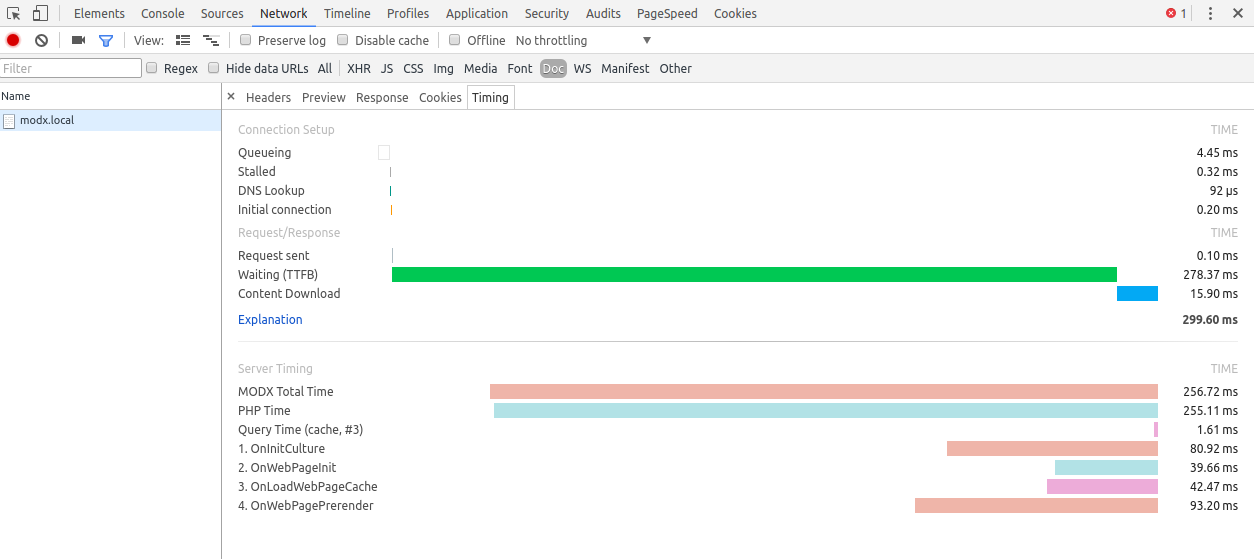 Elements Console Sources Network Timeline Profiles Application Security Audits PageSpeed Cookies 1
View: Preserve log Disable cache Offline No throttling
Filter Regex Hide data URLs All XHR JS CSS Img Media Font Doc WS Manifest Other
Name Headers Preview Response Cookies Timing
modx.local
Connection Setup TIME
Queueing 4.45 ms
Stalled 0.32 ms
DNS Lookup 92 μs
Initial connection 0.20 ms
Request/Response TIME
Request sent 0.10 ms
Waiting (TTFB) 278.37 ms
Content Download 15.90 ms
Explanation 299.60 ms
Server Timing TIME
MODX Total Time 256.72 ms
PHP Time 255.11 ms
Query Time (cache, #3) 1.61 ms
1. OnInitCulture 80.92 ms
2. OnWebPageInit 39.66 ms
3. OnLoadWebPageCache 42.47 ms
4. OnWebPagePrerender 93.20 ms